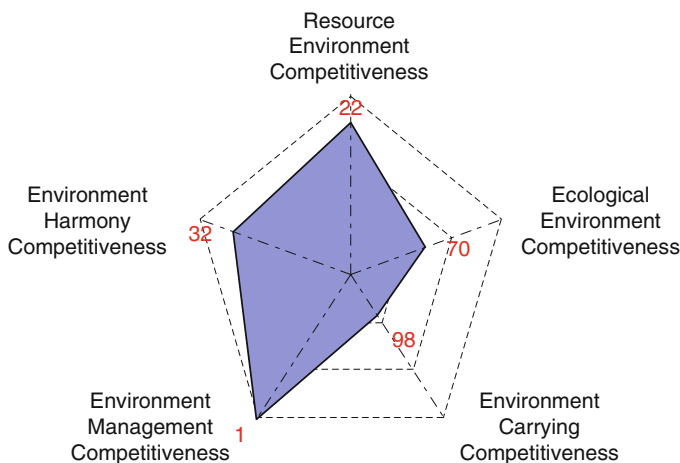 Resource
Environment
Competitiveness
22
Environment
Harmony
Competitiveness
32
Ecological
Environment
Competitiveness
70
98
Environment
Management
Competitiveness
1
Environment
Carrying
Competitiveness